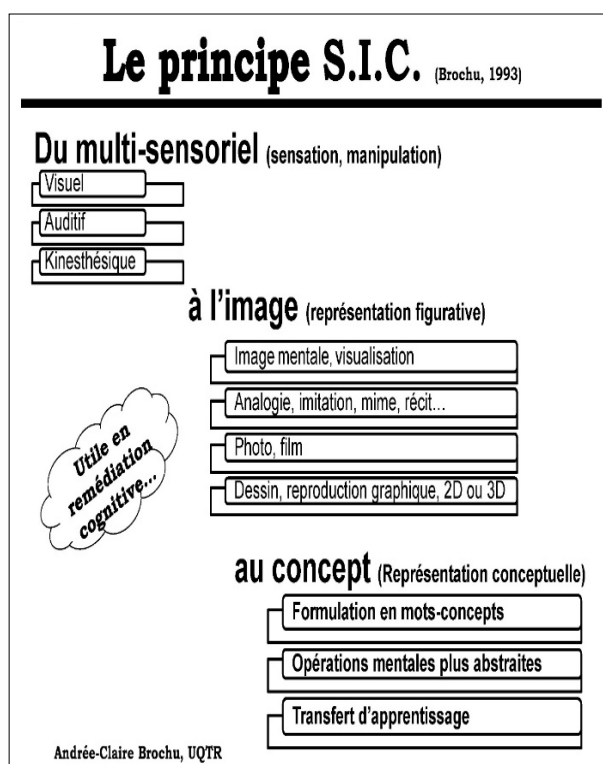 Le principe S.I.C. (Brochu, 1993)
Du multi-sensoriel (sensation, manipulation)
Visuel
Auditif
Kinesthésique
à l'image (représentation figurative)
Image mentale, visualisation
Analogie, imitation, mime, récit...
Photo, film
Dessin, reproduction graphique, 2D ou 3D
Utile en
remédiation
cognitive...
au concept (Représentation conceptuelle)
Formulation en mots-concepts
Opérations mentales plus abstraites
Transfert d'apprentissage
Andrée-Claire Brochu, UQTR